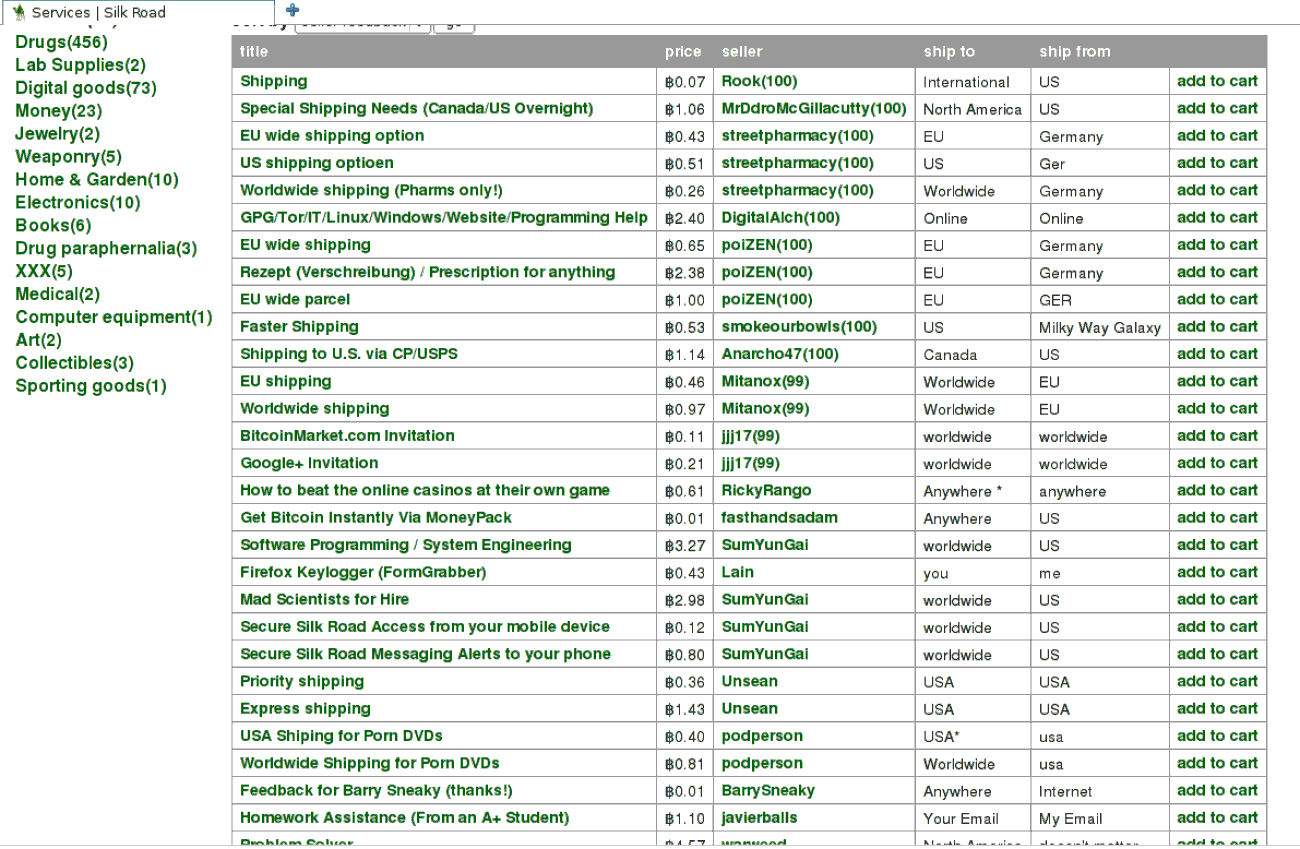 Services | Silk Road
Drugs(456)
Lab Supplies(2)
Digital goods(73)
Money(23)
Jewelry(2)
Weaponry(5)
Home & Garden(10)
Electronics(10)
Books(6)
Drug paraphernalia(3)
XXX(5)
Medical(2)
Computer equipment(1)
Art(2)
Collectibles(3)
Sporting goods(1)
title price seller ship to ship from
Shipping ฿0.07 Rook(100) International US add to cart
Special Shipping Needs (Canada/US Overnight) ฿1.06 MrDdroMcGillacutty(100) North America US add to cart
EU wide shipping option ฿0.43 streetpharmacy(100) EU Germany add to cart
US shipping optioen ฿0.51 streetpharmacy(100) US Ger add to cart
Worldwide shipping (Pharms only!) ฿0.26 streetpharmacy(100) Worldwide Germany add to cart
GPG/Tor/IT/Linux/Windows/Website/Programming Help ฿2.40 DigitalAlch(100) Online Online add to cart
EU wide shipping ฿0.65 poiZEN(100) EU Germany add to cart
Rezept (Verschreibung) / Prescription for anything ฿2.38 poiZEN(100) EU Germany add to cart
EU wide parcel ฿1.00 poiZEN(100) EU GER add to cart
Faster Shipping ฿0.53 smokeourbowls(100) US Milky Way Galaxy add to cart
Shipping to U.S. via CP/USPS ฿1.14 Anarcho47(100) Canada US add to cart
EU shipping ฿0.46 Mitanox(99) Worldwide EU add to cart
Worldwide shipping ฿0.97 Mitanox(99) Worldwide EU add to cart
BitcoinMarket.com Invitation ฿0.11 jjj17(99) worldwide worldwide add to cart
Google+ Invitation ฿0.21 jjj17(99) worldwide worldwide add to cart
How to beat the online casinos at their own game ฿0.61 RickyRango Anywhere * anywhere add to cart
Get Bitcoin Instantly Via MoneyPack ฿0.01 fasthandsadam Anywhere US add to cart
Software Programming / System Engineering ฿3.27 SumYunGai worldwide US add to cart
Firefox Keylogger (FormGrabber) ฿0.43 Lain you me add to cart
Mad Scientists for Hire ฿2.98 SumYunGai worldwide US add to cart
Secure Silk Road Access from your mobile device ฿0.12 SumYunGai worldwide US add to cart
Secure Silk Road Messaging Alerts to your phone ฿0.80 SumYunGai worldwide US add to cart
Priority shipping ฿0.36 Unsean USA USA add to cart
Express shipping ฿1.43 Unsean USA USA add to cart
USA Shiping for Porn DVDs ฿0.40 podperson USA* usa add to cart
Worldwide Shipping for Porn DVDs ฿0.81 podperson Worldwide usa add to cart
Feedback for Barry Sneaky (thanks!) ฿0.01 BarrySneaky Anywhere Internet add to cart
Homework Assistance (From an A+ Student) ฿1.10 javierballs Your Email My Email add to cart
Problem Solver North America doesn't matter add to cart